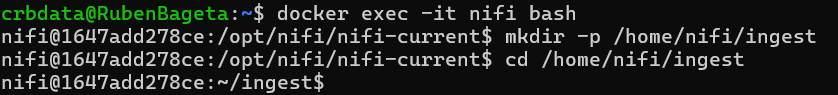 crbdata@RubenBageta:~$ docker exec -it nifi bash
nifi@1647add278ce:/opt/nifi/nifi-current$ mkdir -p /home/nifi/ingest
nifi@1647add278ce:/opt/nifi/nifi-current$ cd /home/nifi/ingest
nifi@1647add278ce:~/ingest$